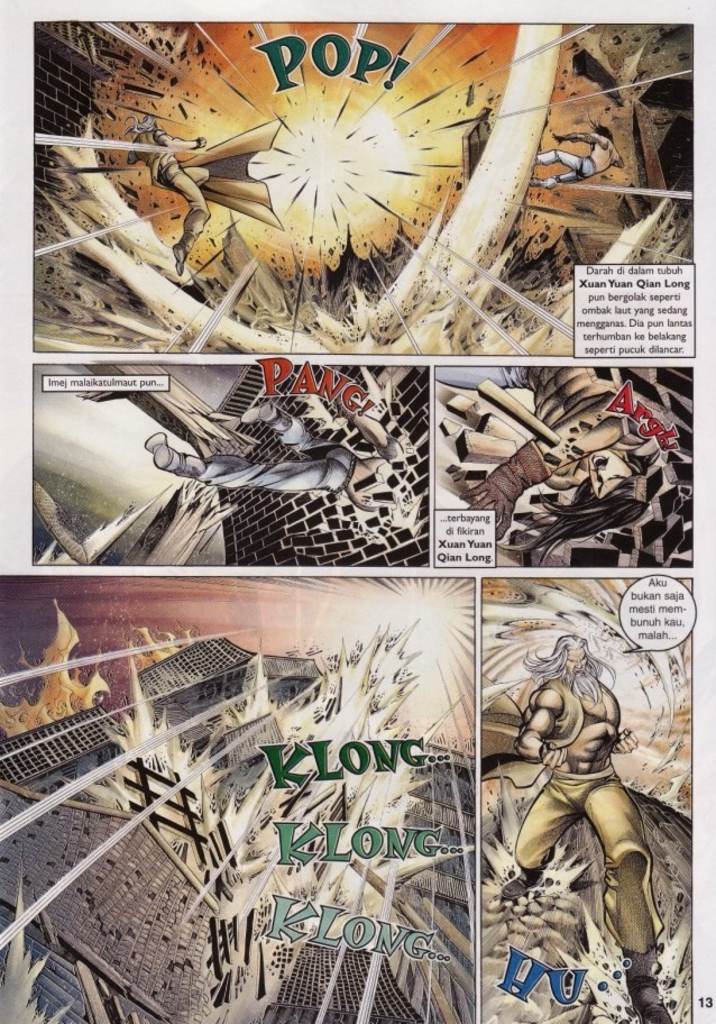 POP!
Darah di dalam tubuh
Xuan Yuan Qian Long
pun bergolak seperti
ombak laut yang sedang
mengganas. Dia pun lantas
terhumban ke belakang
seperti pucuk dilancar.
Imej malaikatulmaut pun...
PANG!
Argk
...terbayang
di fikiran
Xuan Yuan
Qian Long.
KLONG...
KLONG...
KLONG...
Aku
bukan saja
mesti mem-
bunuh kau,
malah...
HU...
13